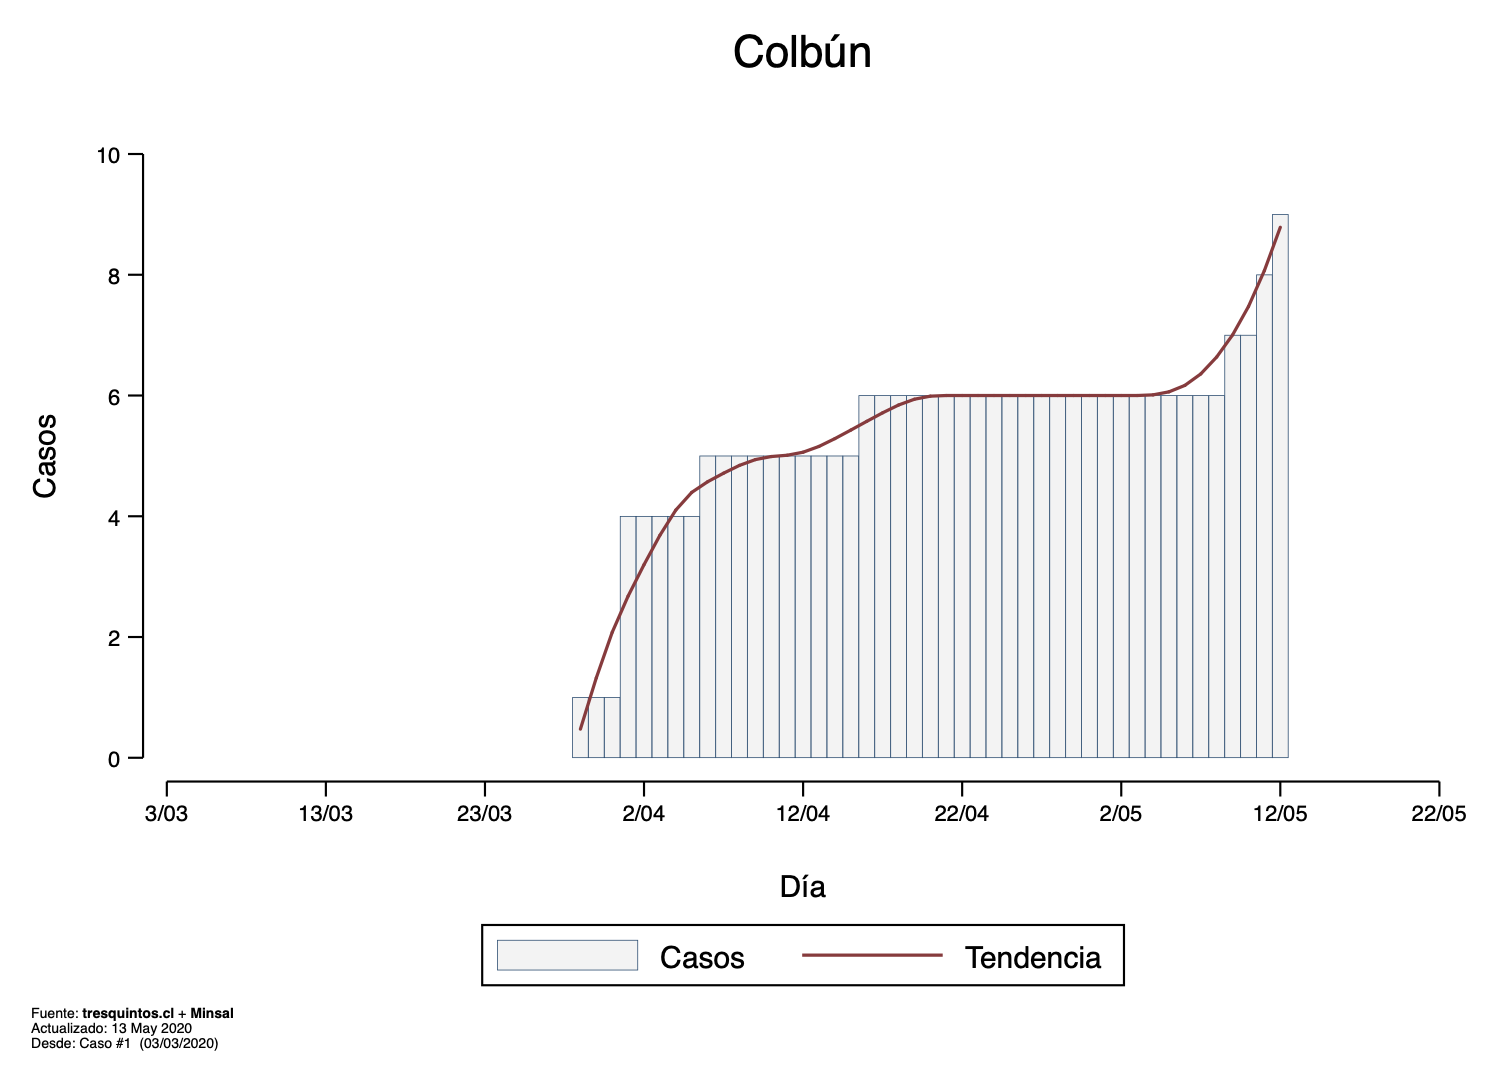 Colbún
10
8
6
4
2
0
Casos
3/03 13/03 23/03 2/04 12/04 22/04 2/05 12/05 22/05
Día
Casos Tendencia
Fuente: tresquintos.cl + Minsal
Actualizado: 13 May 2020
Desde: Caso #1 (03/03/2020)